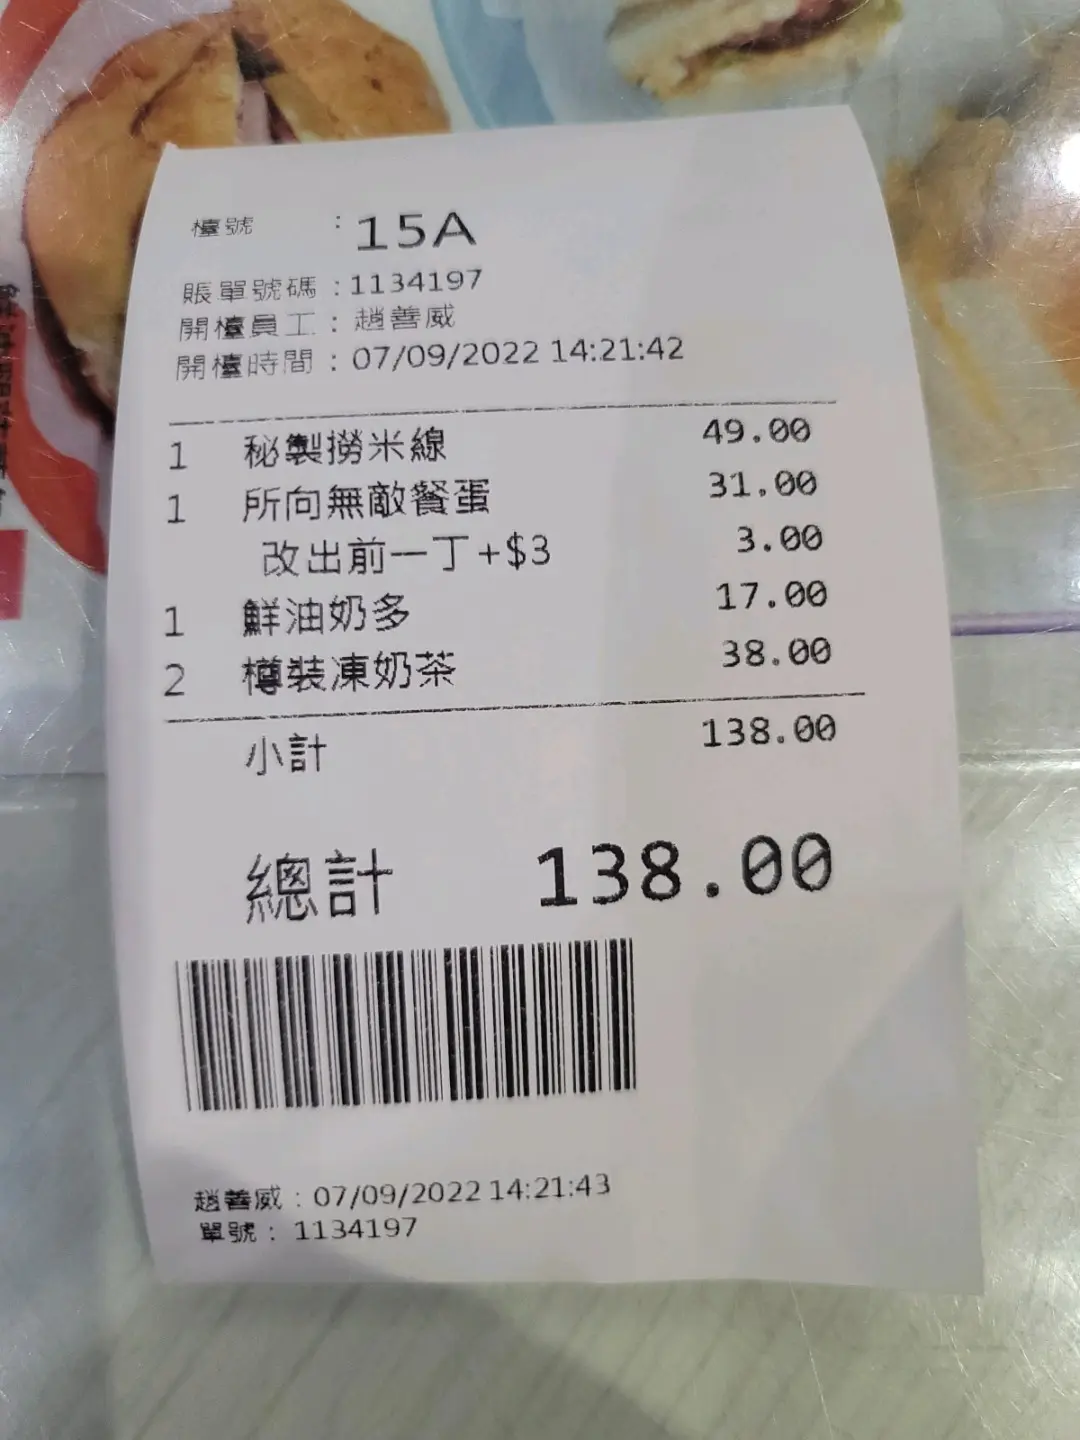 檯號 : 15A
賬單號碼 : 1134197
開檯員工 : 趙善威
開檯時間 : 07/09/2022 14:21:42
1 秘製撈米線 49.00
1 所向無敵餐蛋 31.00
改出前一丁+$3 3.00
1 鮮油奶多 17.00
2 樽裝凍奶茶 38.00
小計 138.00
總計 138.00
趙善威 : 07/09/2022 14:21:43
單號 : 1134197